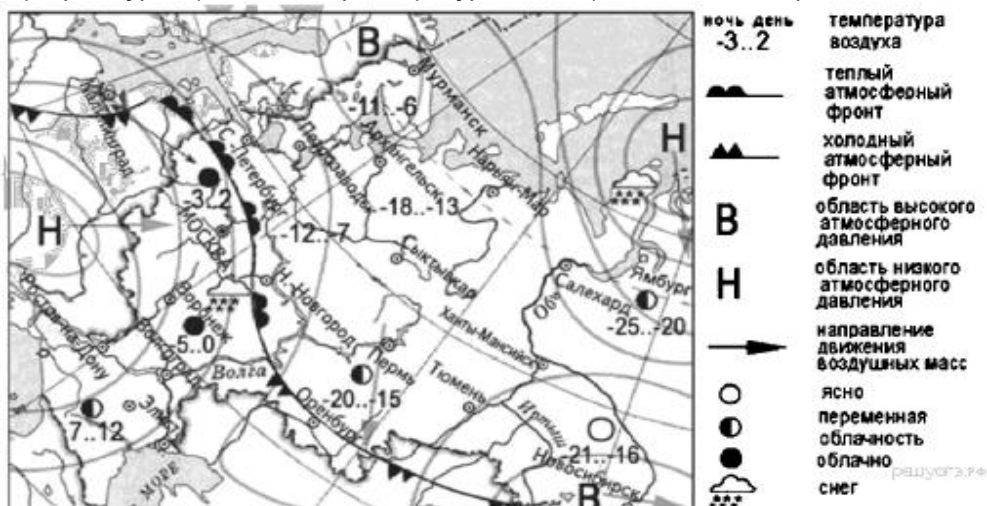 В
Мурманск
-11..-6
Архангельск
Нарьян-Мар
Н
Калининград
С.-Петербург
Петрозаводск
-3..2
-18..-13
МОСКВА
-12..-7
Сыктывкар
Н
Ямбург
Салехард
Обь
-25..-20
Н. Новгород
Воронеж
Ханты-Мансийск
Ростов-на-Дону
Волгоград
-5..0
Пермь
Тюмень
Волга
-20..-15
Оренбург
Иртыш
Элиста
7..12
-21..-16
Новосибирск
МОРЕ
В
ночь день
-3..2
температура
воздуха
теплый
атмосферный
фронт
холодный
атмосферный
фронт
В
область высокого
атмосферного
давления
Н
область низкого
атмосферного
давления
направление
движения
воздушных масс
ясно
переменная
облачность
облачно
снег
решуогэ.рф